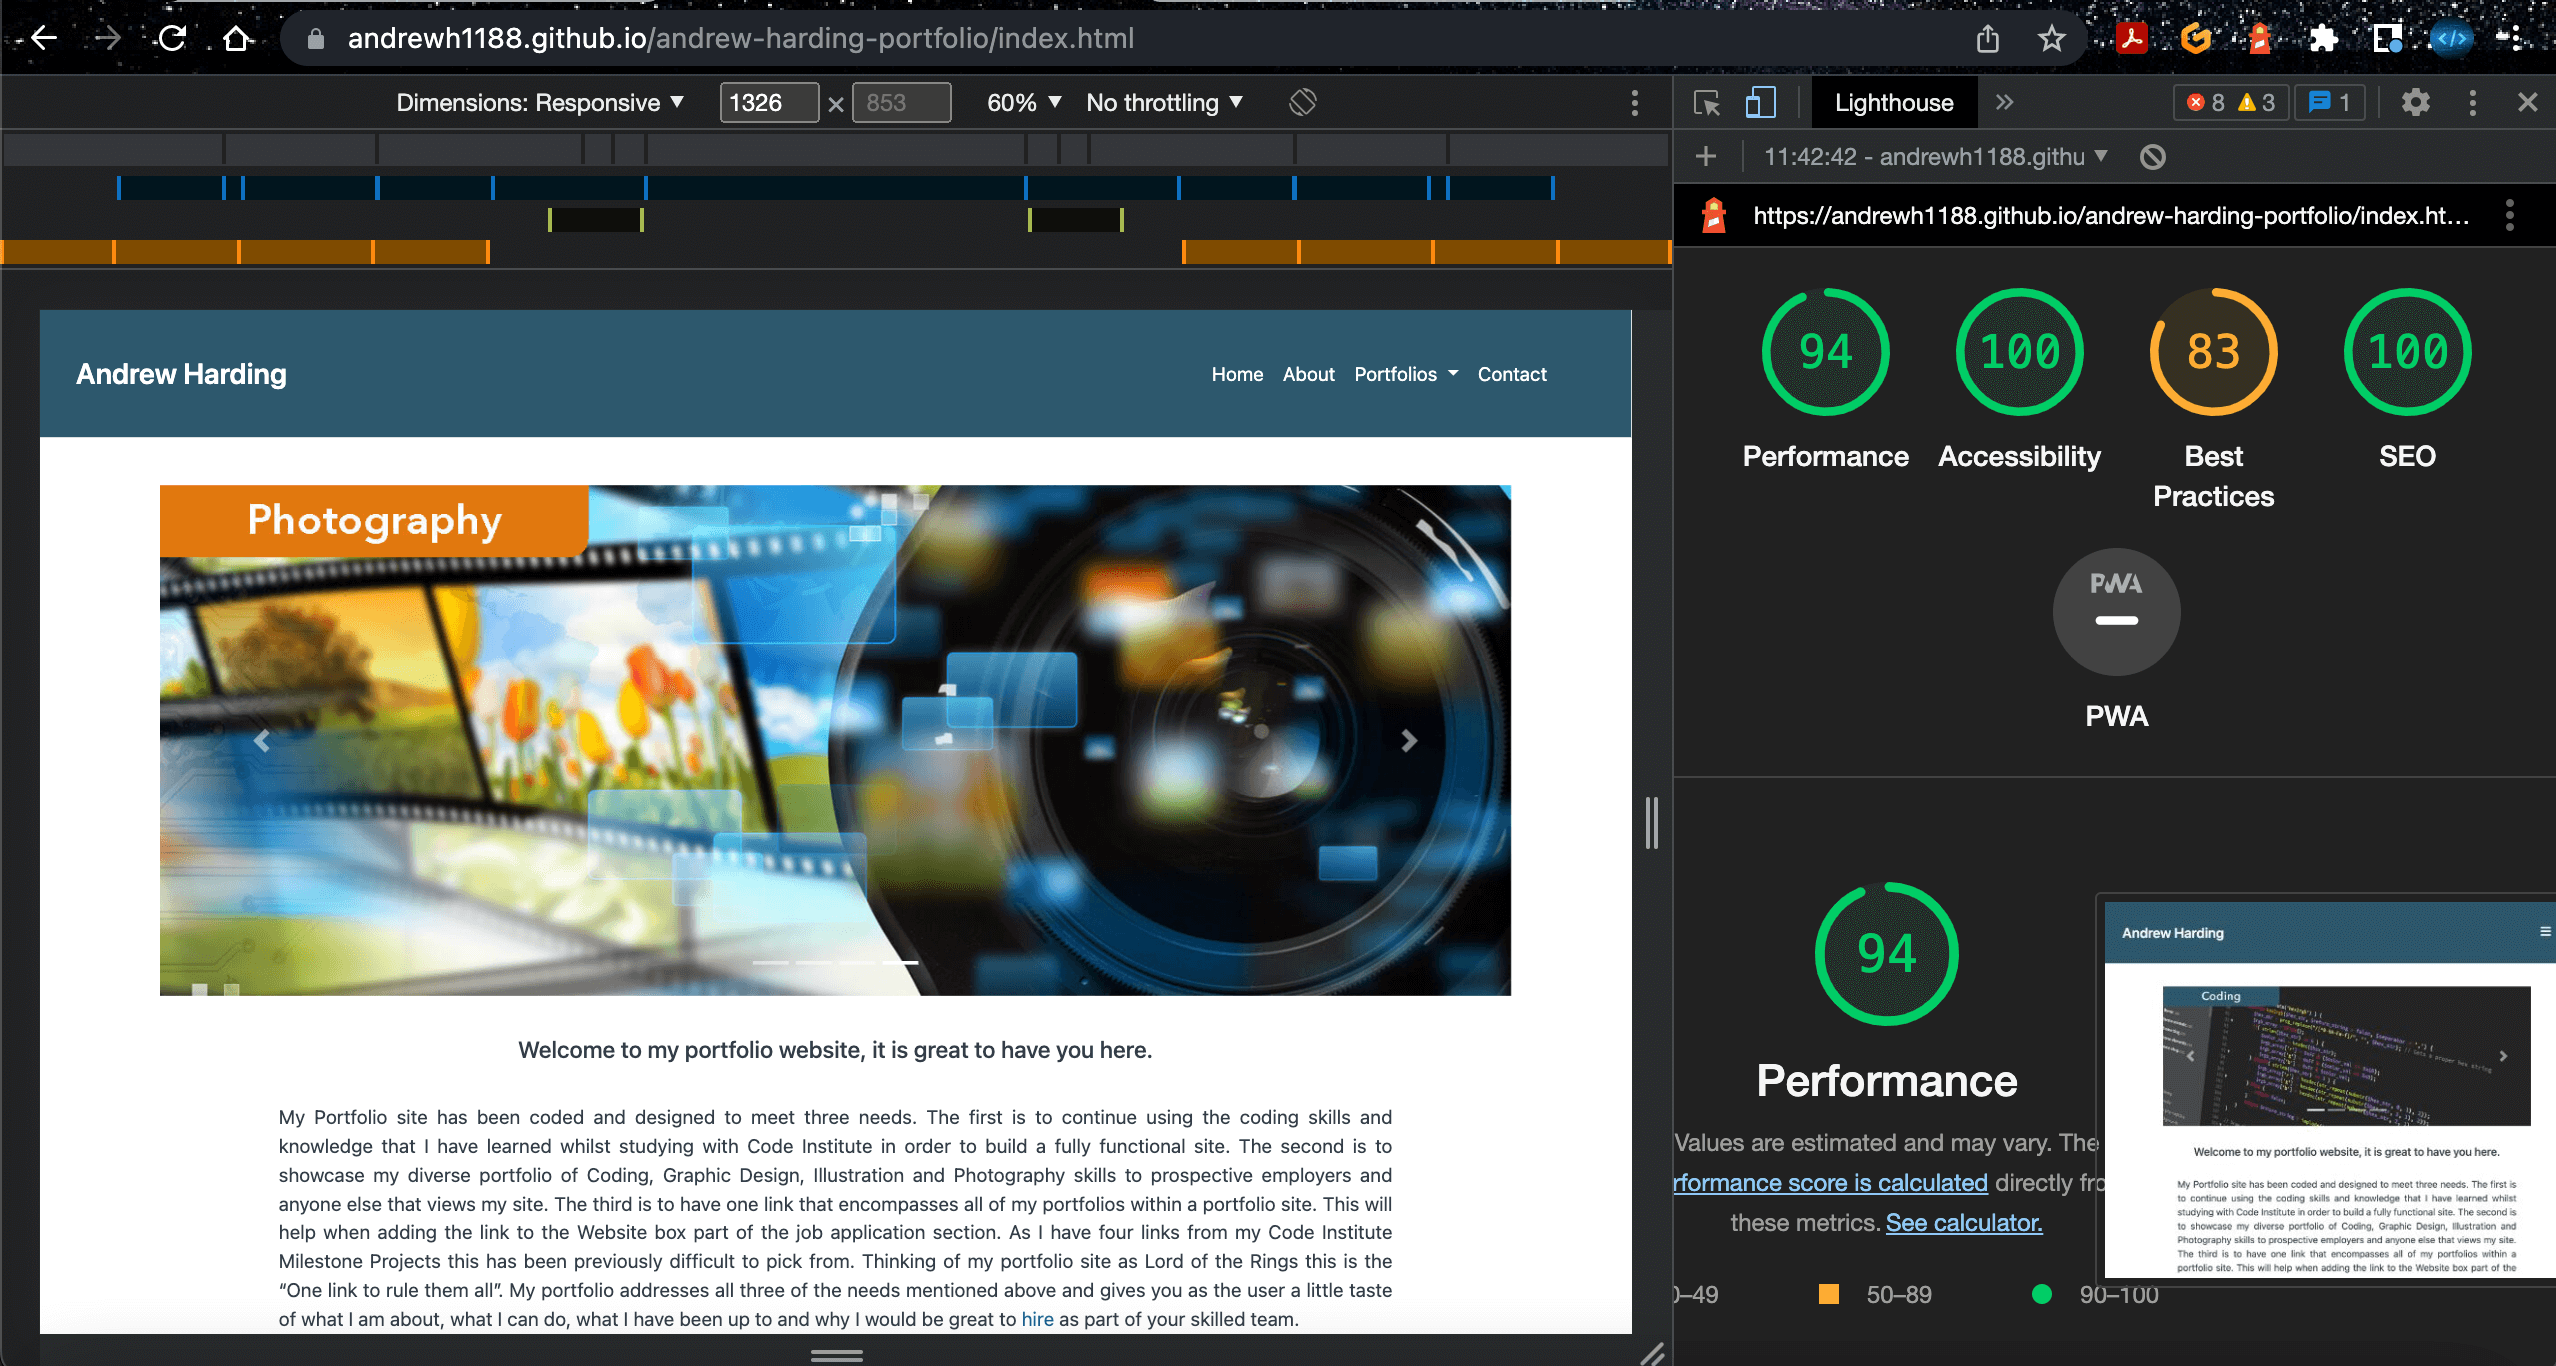 andrewh1188.github.io/andrew-harding-portfolio/index.html
Dimensions: Responsive ▼ 1326 × 853 60% ▼ No throttling ▼
Lighthouse » 8 3 1
+ 11:42:42 - andrewh1188.githu ▼
https://andrewh1188.github.io/andrew-harding-portfolio/index.ht...
94 100 83 100
Performance Accessibility Best Practices SEO
PWA
PWA
Andrew Harding
Home About Portfolios Contact
Photography
Welcome to my portfolio website, it is great to have you here.
My Portfolio site has been coded and designed to meet three needs. The first is to continue using the coding skills and
knowledge that I have learned whilst studying with Code Institute in order to build a fully functional site. The second is to
showcase my diverse portfolio of Coding, Graphic Design, Illustration and Photography skills to prospective employers and
anyone else that views my site. The third is to have one link that encompasses all of my portfolios within a portfolio site. This will
help when adding the link to the Website box part of the job application section. As I have four links from my Code Institute
Milestone Projects this has been previously difficult to pick from. Thinking of my portfolio site as Lord of the Rings this is the
“One link to rule them all”. My portfolio addresses all three of the needs mentioned above and gives you as the user a little taste
of what I am about, what I can do, what I have been up to and why I would be great to hire as part of your skilled team.
94
Performance
Values are estimated and may vary. The
rformance score is calculated directly fro
these metrics. See calculator.
0–49 50–89 90–100
Andrew Harding
Coding
Welcome to my portfolio website, it is great to have you here.
My Portfolio site has been coded and designed to meet three needs. The first is
to continue using the coding skills and knowledge that I have learned whilst
studying with Code Institute in order to build a fully functional site. The second is
to showcase my diverse portfolio of Coding, Graphic Design, Illustration and
Photography skills to prospective employers and anyone else that views my site.
The third is to have one link that encompasses all of my portfolios within a
portfolio site. This will help when adding the link to the Website box part of the